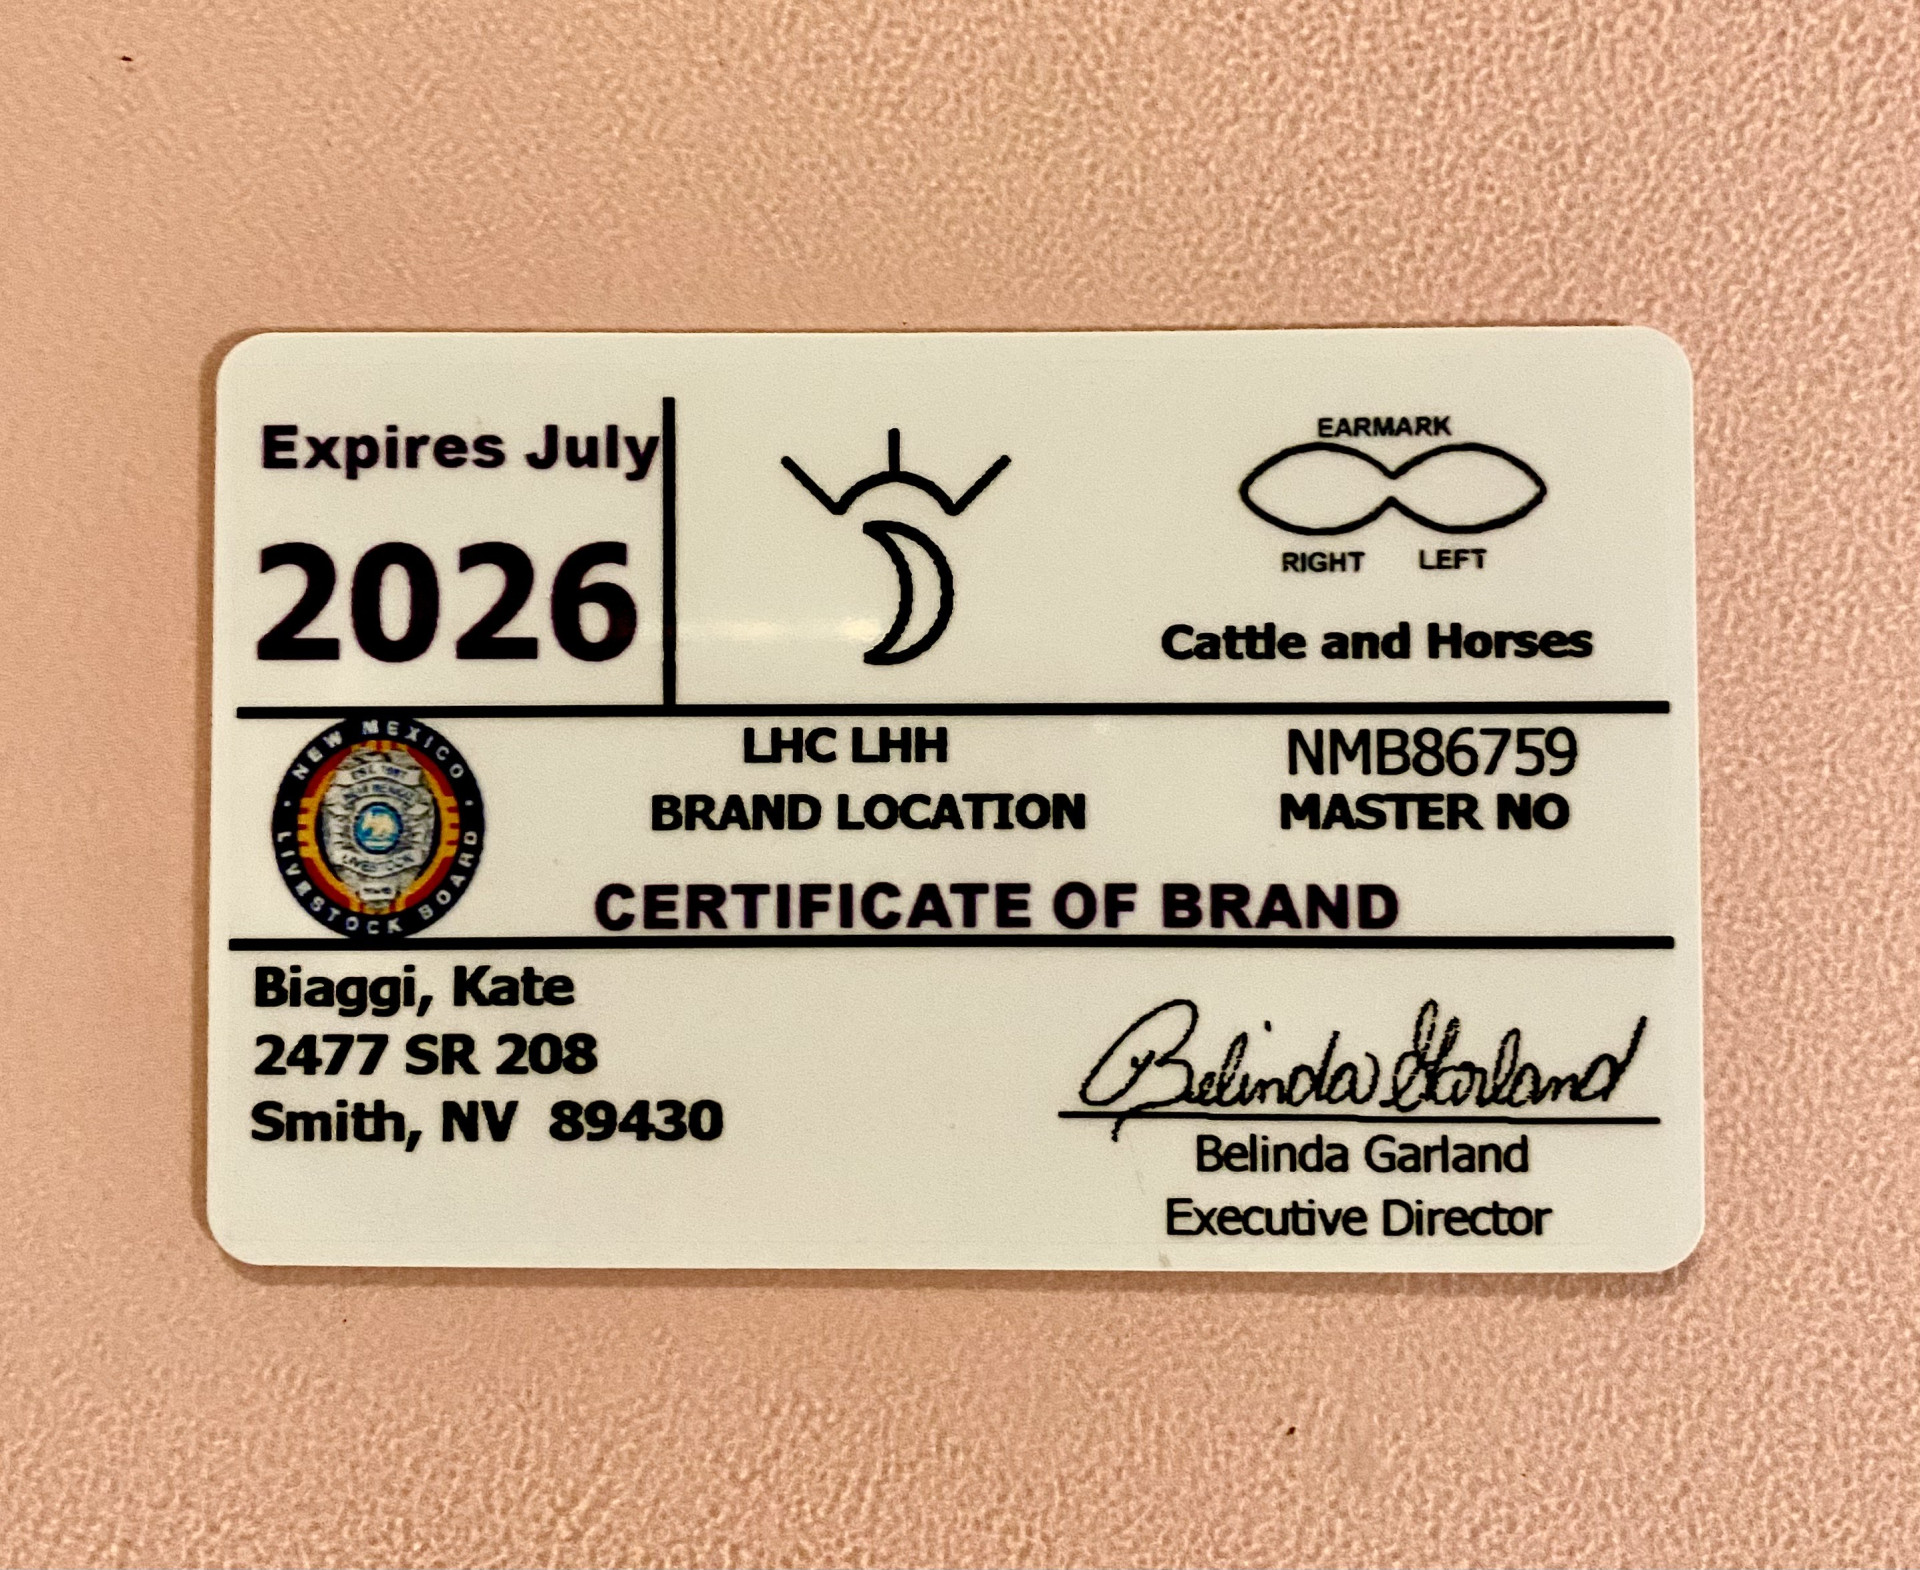 Expires July
2026
EARMARK
RIGHT LEFT
Cattle and Horses
NEW MEXICO
LIVESTOCK BOARD
LHC LHH
BRAND LOCATION
NMB86759
MASTER NO
CERTIFICATE OF BRAND
Biaggi, Kate
2477 SR 208
Smith, NV 89430
Belinda Garland
Belinda Garland
Executive Director